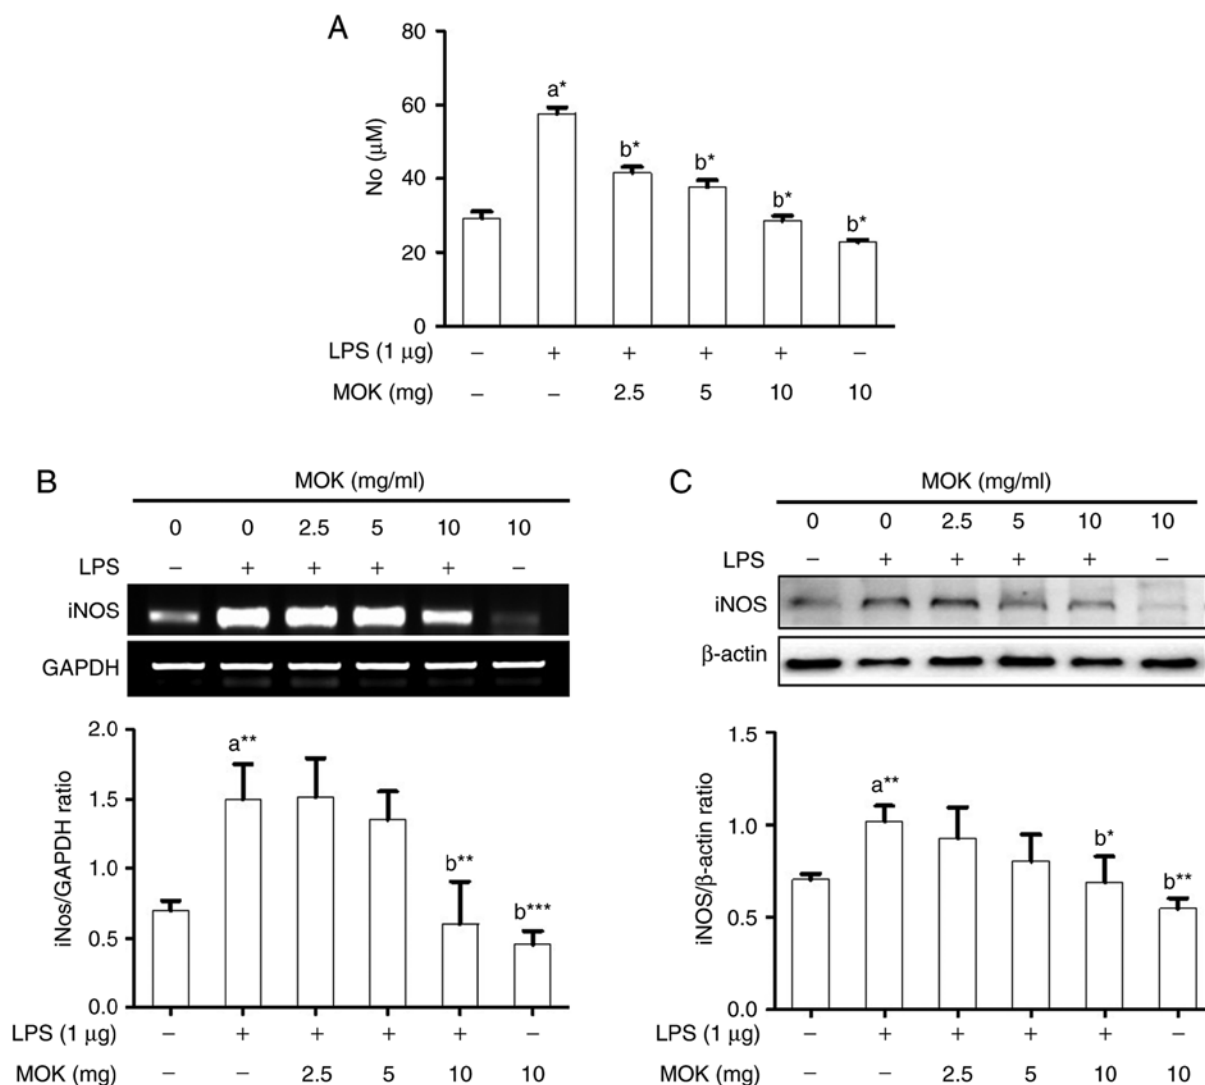 A
80
a*
60
b*
b*
No (μM)
40
b*
b*
20
0
LPS (1 μg) – + + + + –
MOK (mg) – – 2.5 5 10 10
B
MOK (mg/ml)
0 0 2.5 5 10 10
LPS – + + + + –
iNOS
GAPDH
2.0
a**
1.5
iNos/GAPDH ratio
1.0
b**
b***
0.5
0.0
LPS (1 μg) – + + + + –
MOK (mg) – – 2.5 5 10 10
C
MOK (mg/ml)
0 0 2.5 5 10 10
LPS – + + + + –
iNOS
β-actin
1.5
a**
1.0
b*
iNOS/β-actin ratio
b**
0.5
0.0
LPS (1 μg) – + + + + –
MOK (mg) – – 2.5 5 10 10